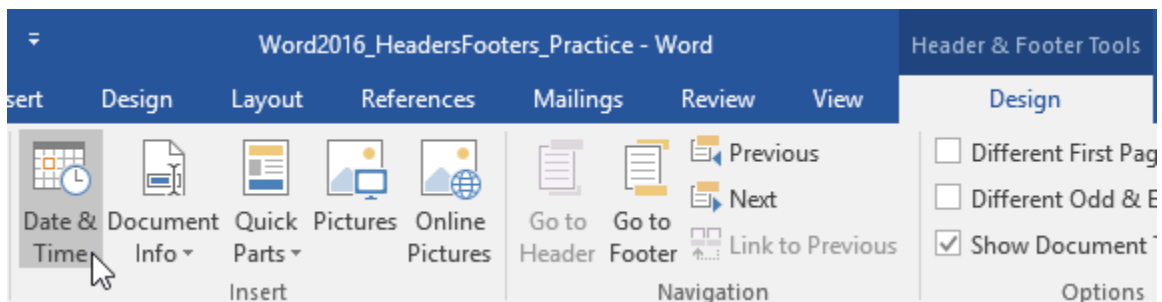 Word2016_HeadersFooters_Practice - Word
Header & Footer Tools
sert Design Layout References Mailings Review View Design
Date & Time
Document Info
Quick Parts
Pictures
Online Pictures
Go to Header
Go to Footer
Previous
Next
Link to Previous
Different First Pag
Different Odd & E
Show Document T
Insert
Navigation
Options